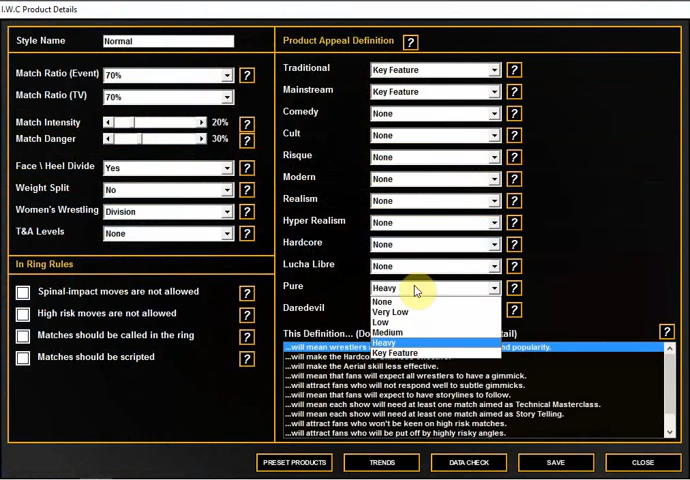 I.W.C Product Details
Style Name
Normal
Match Ratio (Event)
70%
?
Match Ratio (TV)
70%
Match Intensity
20%
?
Match Danger
30%
?
Face \ Heel Divide
Yes
?
Weight Split
No
?
Women's Wrestling
Division
?
T&A Levels
None
?
In Ring Rules
Spinal-impact moves are not allowed
?
High risk moves are not allowed
?
Matches should be called in the ring
?
Matches should be scripted
?
Product Appeal Definition
?
Traditional
Key Feature
?
Mainstream
Key Feature
?
Comedy
None
?
Cult
None
?
Risque
None
?
Modern
None
?
Realism
None
?
Hyper Realism
None
?
Hardcore
None
?
Lucha Libre
None
?
Pure
Heavy
?
Daredevil
?
None
Very Low
Low
Medium
Heavy
Key Feature
This Definition...
?
...will mean wrestlers
nd popularity.
...will make the Hardcore
...will make the Aerial skill less effective.
...will mean that fans will expect all wrestlers to have a gimmick.
...will attract fans who will not respond well to subtle gimmicks.
...will mean that fans will expect to have storylines to follow.
...will mean each show will need at least one match aimed as Technical Masterclass.
...will mean each show will need at least one match aimed as Story Telling.
...will attract fans who won't be keen on high risk matches.
...will attract fans who will be put off by highly risky angles.
PRESET PRODUCTS
TRENDS
DATA CHECK
SAVE
CLOSE